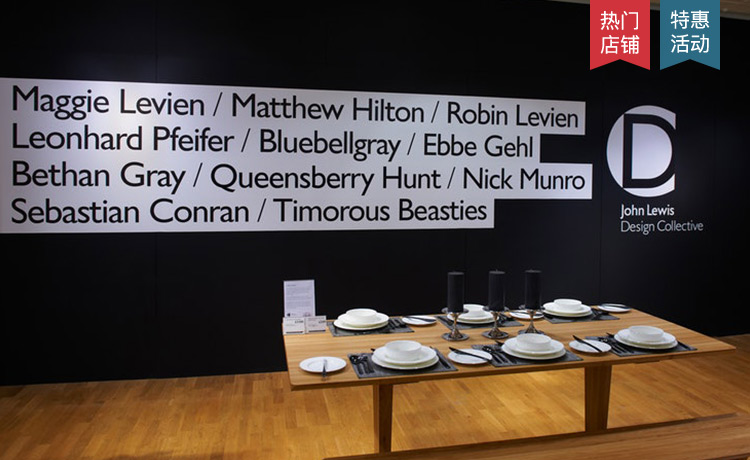 热门
店铺
特惠
活动
Maggie Levien / Matthew Hilton / Robin Levien
Leonhard Pfeifer / Bluebellgray / Ebbe Gehl
Bethan Gray / Queensberry Hunt / Nick Munro
Sebastian Conran / Timorous Beasties
John Lewis
Design Collective